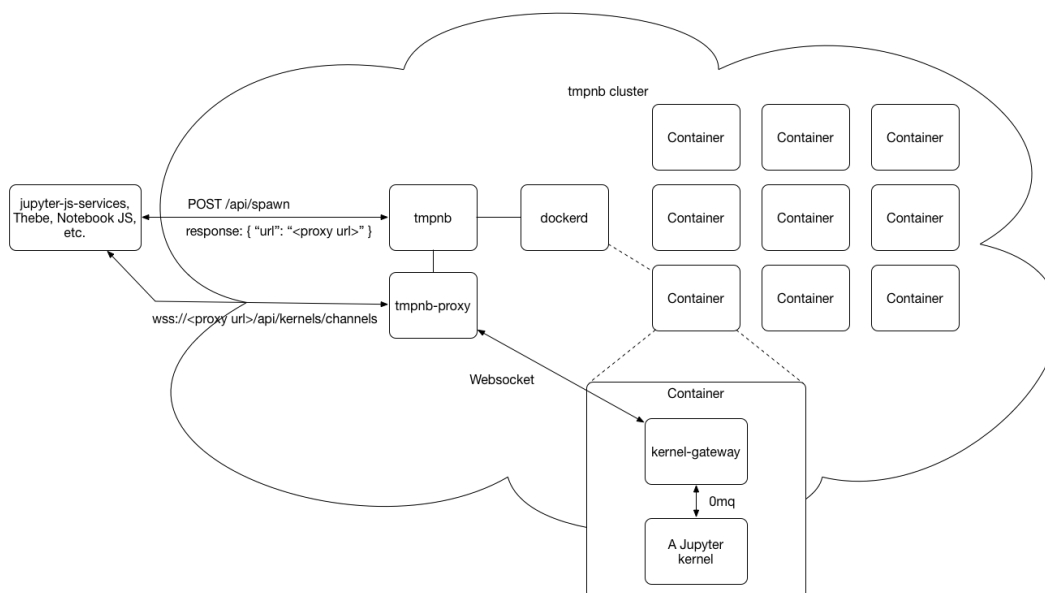 tmpnb cluster
Container
Container
Container
jupyter-js-services,
Thebe, Notebook JS,
etc.
POST /api/spawn
response: { “url”: “<proxy url>” }
tmpnb
dockerd
Container
Container
Container
tmpnb-proxy
Container
Container
Container
wss://<proxy url>/api/kernels/channels
Websocket
Container
kernel-gateway
0mq
A Jupyter
kernel